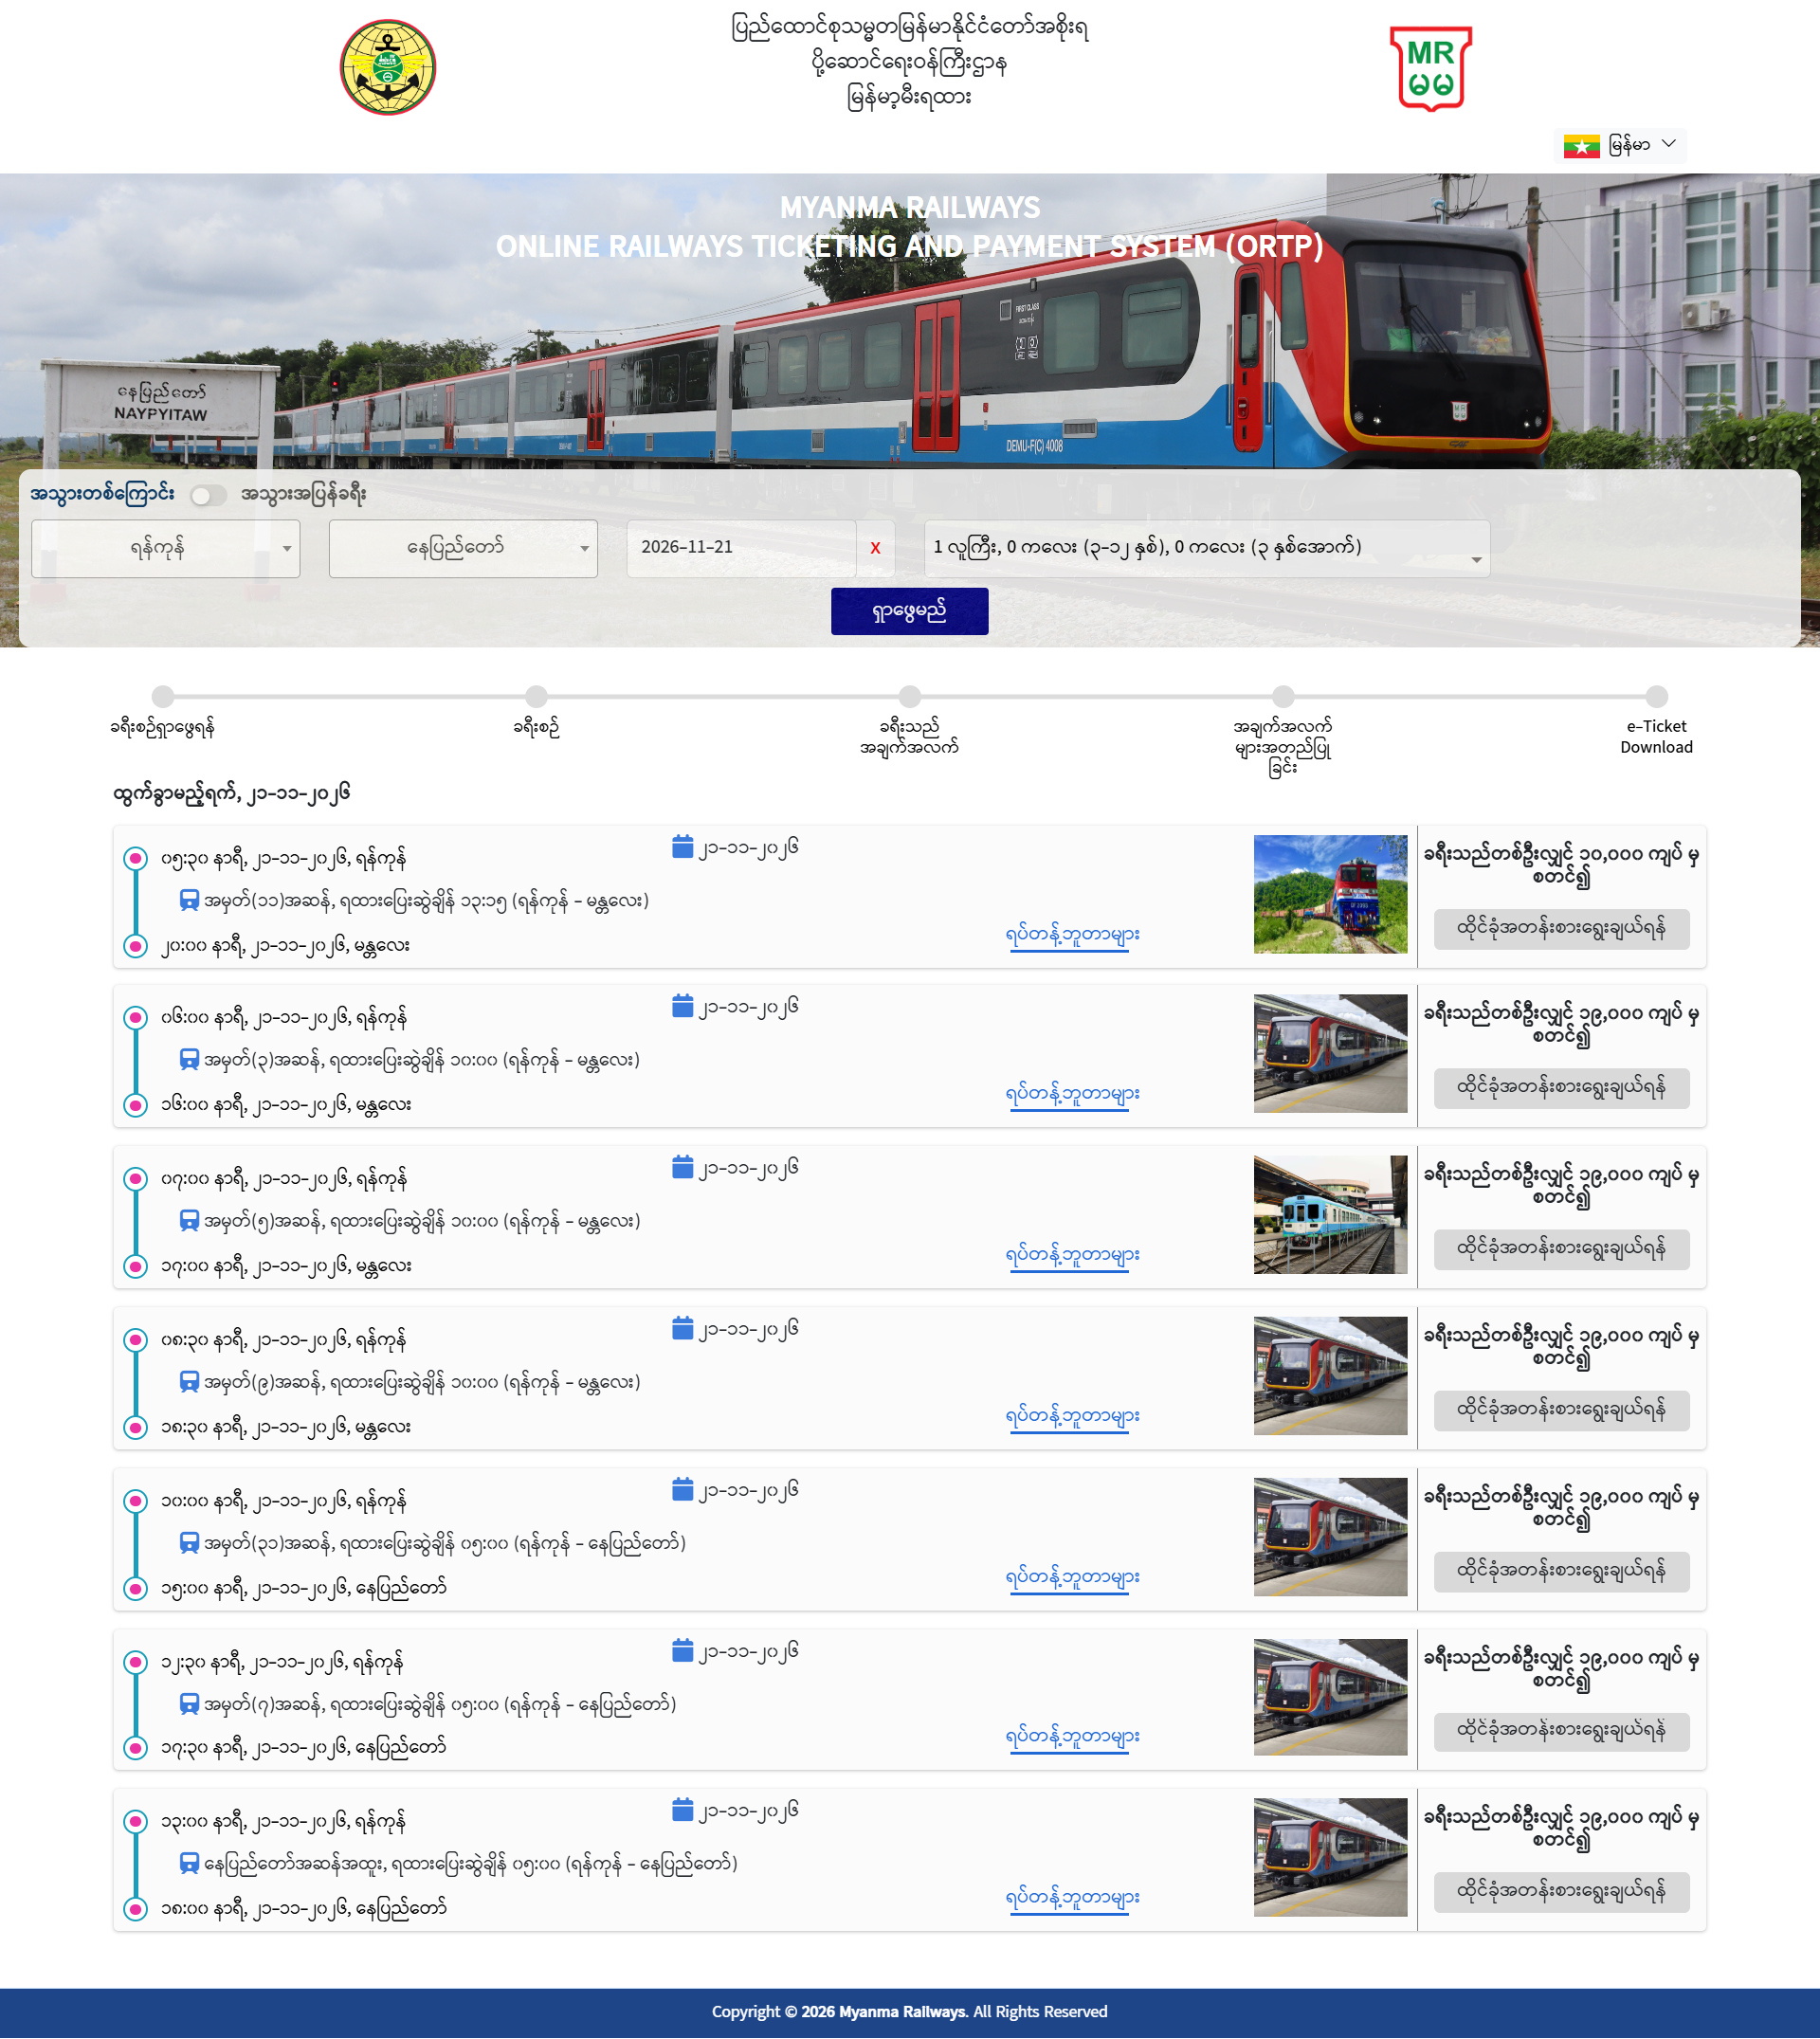 ပြည်ထောင်စုသမ္မတမြန်မာနိုင်ငံတော်အစိုးရ
ပို့ဆောင်ရေးဝန်ကြီးဌာန
မြန်မာ့မီးရထား
MR
မမ
မြန်မာ
MYANMA RAILWAYS
ONLINE RAILWAYS TICKETING AND PAYMENT SYSTEM (ORTP)
FIRST CLASS
နေပြည်တော်
NAYPYITAW
DEMU-F(C) 4008
အသွားတစ်ကြောင်း အသွားအပြန်ခရီး
ရန်ကုန် နေပြည်တော် 2026-11-21 x 1 လူကြီး, 0 ကလေး (၃-၁၂ နှစ်), 0 ကလေး (၃ နှစ်အောက်)
ရှာဖွေမည်
ခရီးစဉ်ရှာဖွေရန်
ခရီးစဉ်
ခရီးသည်
အချက်အလက်
အချက်အလက်
များအတည်ပြု
ခြင်း
e-Ticket
Download
ထွက်ခွာမည့်ရက်, ၂၁-၁၁-၂၀၂၆
၀၅:၃၀ နာရီ, ၂၁-၁၁-၂၀၂၆, ရန်ကုန်
၂၁-၁၁-၂၀၂၆
အမှတ်(၁၁)အဆန်, ရထားပြေးဆွဲချိန် ၁၃:၁၅ (ရန်ကုန် - မန္တလေး)
၂၀:၀၀ နာရီ, ၂၁-၁၁-၂၀၂၆, မန္တလေး
ရပ်တန့်ဘူတာများ
ခရီးသည်တစ်ဦးလျှင် ၁၀,၀၀၀ ကျပ် မှ
စတင်၍
ထိုင်ခုံအတန်းစားရွေးချယ်ရန်
၀၆:၀၀ နာရီ, ၂၁-၁၁-၂၀၂၆, ရန်ကုန်
၂၁-၁၁-၂၀၂၆
အမှတ်(၃)အဆန်, ရထားပြေးဆွဲချိန် ၁၀:၀၀ (ရန်ကုန် - မန္တလေး)
၁၆:၀၀ နာရီ, ၂၁-၁၁-၂၀၂၆, မန္တလေး
ရပ်တန့်ဘူတာများ
ခရီးသည်တစ်ဦးလျှင် ၁၉,၀၀၀ ကျပ် မှ
စတင်၍
ထိုင်ခုံအတန်းစားရွေးချယ်ရန်
၀၇:၀၀ နာရီ, ၂၁-၁၁-၂၀၂၆, ရန်ကုန်
၂၁-၁၁-၂၀၂၆
အမှတ်(၅)အဆန်, ရထားပြေးဆွဲချိန် ၁၀:၀၀ (ရန်ကုန် - မန္တလေး)
၁၇:၀၀ နာရီ, ၂၁-၁၁-၂၀၂၆, မန္တလေး
ရပ်တန့်ဘူတာများ
ခရီးသည်တစ်ဦးလျှင် ၁၉,၀၀၀ ကျပ် မှ
စတင်၍
ထိုင်ခုံအတန်းစားရွေးချယ်ရန်
၀၈:၃၀ နာရီ, ၂၁-၁၁-၂၀၂၆, ရန်ကုန်
၂၁-၁၁-၂၀၂၆
အမှတ်(၉)အဆန်, ရထားပြေးဆွဲချိန် ၁၀:၀၀ (ရန်ကုန် - မန္တလေး)
၁၈:၃၀ နာရီ, ၂၁-၁၁-၂၀၂၆, မန္တလေး
ရပ်တန့်ဘူတာများ
ခရီးသည်တစ်ဦးလျှင် ၁၉,၀၀၀ ကျပ် မှ
စတင်၍
ထိုင်ခုံအတန်းစားရွေးချယ်ရန်
၁၀:၀၀ နာရီ, ၂၁-၁၁-၂၀၂၆, ရန်ကုန်
၂၁-၁၁-၂၀၂၆
အမှတ်(၃၁)အဆန်, ရထားပြေးဆွဲချိန် ၀၅:၀၀ (ရန်ကုန် - နေပြည်တော်)
၁၅:၀၀ နာရီ, ၂၁-၁၁-၂၀၂၆, နေပြည်တော်
ရပ်တန့်ဘူတာများ
ခရီးသည်တစ်ဦးလျှင် ၁၉,၀၀၀ ကျပ် မှ
စတင်၍
ထိုင်ခုံအတန်းစားရွေးချယ်ရန်
၁၂:၃၀ နာရီ, ၂၁-၁၁-၂၀၂၆, ရန်ကုန်
၂၁-၁၁-၂၀၂၆
အမှတ်(၇)အဆန်, ရထားပြေးဆွဲချိန် ၀၅:၀၀ (ရန်ကုန် - နေပြည်တော်)
၁၇:၃၀ နာရီ, ၂၁-၁၁-၂၀၂၆, နေပြည်တော်
ရပ်တန့်ဘူတာများ
ခရီးသည်တစ်ဦးလျှင် ၁၉,၀၀၀ ကျပ် မှ
စတင်၍
ထိုင်ခုံအတန်းစားရွေးချယ်ရန်
၁၃:၀၀ နာရီ, ၂၁-၁၁-၂၀၂၆, ရန်ကုန်
၂၁-၁၁-၂၀၂၆
နေပြည်တော်အဆန်အထူး, ရထားပြေးဆွဲချိန် ၀၅:၀၀ (ရန်ကုန် - နေပြည်တော်)
၁၈:၀၀ နာရီ, ၂၁-၁၁-၂၀၂၆, နေပြည်တော်
ရပ်တန့်ဘူတာများ
ခရီးသည်တစ်ဦးလျှင် ၁၉,၀၀၀ ကျပ် မှ
စတင်၍
ထိုင်ခုံအတန်းစားရွေးချယ်ရန်
Copyright © 2026 Myanma Railways. All Rights Reserved